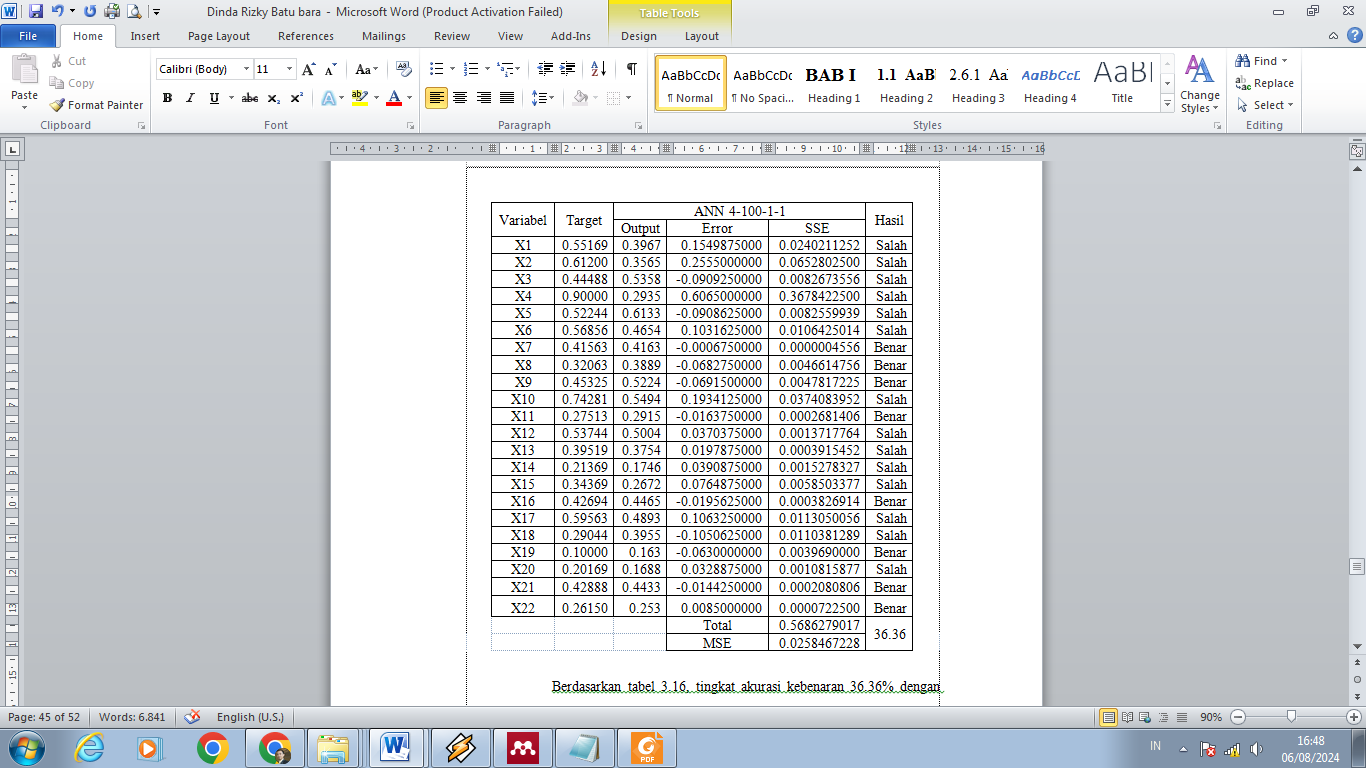 Dinda Rizky Batu bara - Microsoft Word (Product Activation Failed)
Table Tools
File Home Insert Page Layout References Mailings Review View Add-Ins Design Layout
Paste
Cut
Copy
Format Painter
Clipboard
Calibri (Body) 11
Font
Paragraph
AaBbCcDc AaBbCcDc BAB I 1.1 AaB 2.6.1 Aa AaBbCcD AaBl
¶ Normal ¶ No Spaci... Heading 1 Heading 2 Heading 3 Heading 4 Title
Styles
Change Styles
Find
Replace
Select
Editing
Variabel Target ANN 4-100-1-1 Hasil
Output Error SSE
X1 0.55169 0.3967 0.1549875000 0.0240211252 Salah
X2 0.61200 0.3565 0.2555000000 0.0652802500 Salah
X3 0.44488 0.5358 -0.0909250000 0.0082673556 Salah
X4 0.90000 0.2935 0.6065000000 0.3678422500 Salah
X5 0.52244 0.6133 -0.0908625000 0.0082559939 Salah
X6 0.56856 0.4654 0.1031625000 0.0106425014 Salah
X7 0.41563 0.4163 -0.0006750000 0.0000004556 Benar
X8 0.32063 0.3889 -0.0682750000 0.0046614756 Benar
X9 0.45325 0.5224 -0.0691500000 0.0047817225 Benar
X10 0.74281 0.5494 0.1934125000 0.0374083952 Salah
X11 0.27513 0.2915 -0.0163750000 0.0002681406 Benar
X12 0.53744 0.5004 0.0370375000 0.0013717764 Salah
X13 0.39519 0.3754 0.0197875000 0.0003915452 Salah
X14 0.21369 0.1746 0.0390875000 0.0015278327 Salah
X15 0.34369 0.2672 0.0764875000 0.0058503377 Salah
X16 0.42694 0.4465 -0.0195625000 0.0003826914 Benar
X17 0.59563 0.4893 0.1063250000 0.0113050056 Salah
X18 0.29044 0.3955 -0.1050625000 0.0110381289 Salah
X19 0.10000 0.163 -0.0630000000 0.0039690000 Benar
X20 0.20169 0.1688 0.0328875000 0.0010815877 Salah
X21 0.42888 0.4433 -0.0144250000 0.0002080806 Benar
X22 0.26150 0.253 0.0085000000 0.0000722500 Benar
Total 0.5686279017 36.36
MSE 0.0258467228
Berdasarkan tabel 3.16, tingkat akurasi kebenaran 36.36% dengan
Page: 45 of 52 Words: 6.841 English (U.S.) 90%
IN 16:48
06/08/2024